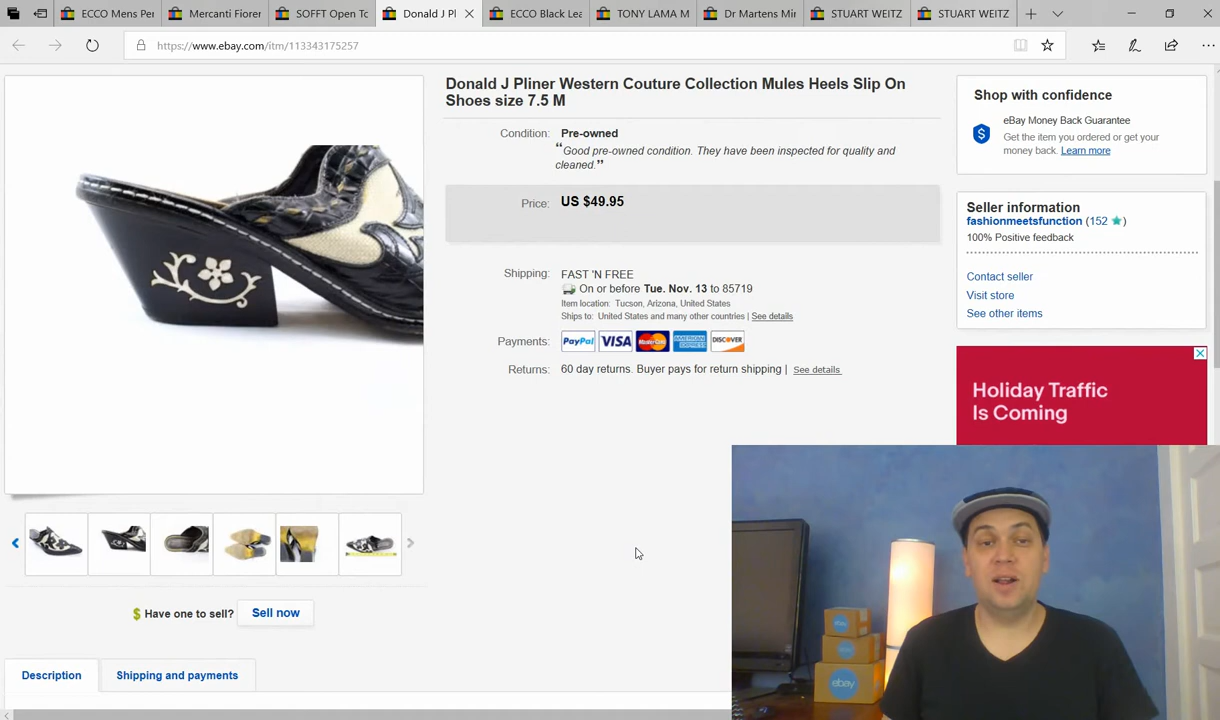 ECCO Mens Per
Mercanti Fiorer
SOFFT Open To
Donald J Pl
ECCO Black Lea
TONY LAMA M
Dr Martens Mir
STUART WEITZ
STUART WEITZ
https://www.ebay.com/itm/113343175257
Donald J Pliner Western Couture Collection Mules Heels Slip On
Shoes size 7.5 M
Condition: Pre-owned
“Good pre-owned condition. They have been inspected for quality and
cleaned.”
Price: US $49.95
Shipping: FAST 'N FREE
On or before Tue. Nov. 13 to 85719
Item location: Tucson, Arizona, United States
Ships to: United States and many other countries | See details
Payments: PayPal VISA MasterCard AMERICAN EXPRESS DISCOVER
Returns: 60 day returns. Buyer pays for return shipping | See details
Have one to sell? Sell now
Description
Shipping and payments
Shop with confidence
eBay Money Back Guarantee
Get the item you ordered or get your
money back. Learn more
Seller information
fashionmeetsfunction (152)
100% Positive feedback
Contact seller
Visit store
See other items
Holiday Traffic
Is Coming
ebay
ebay
ebay